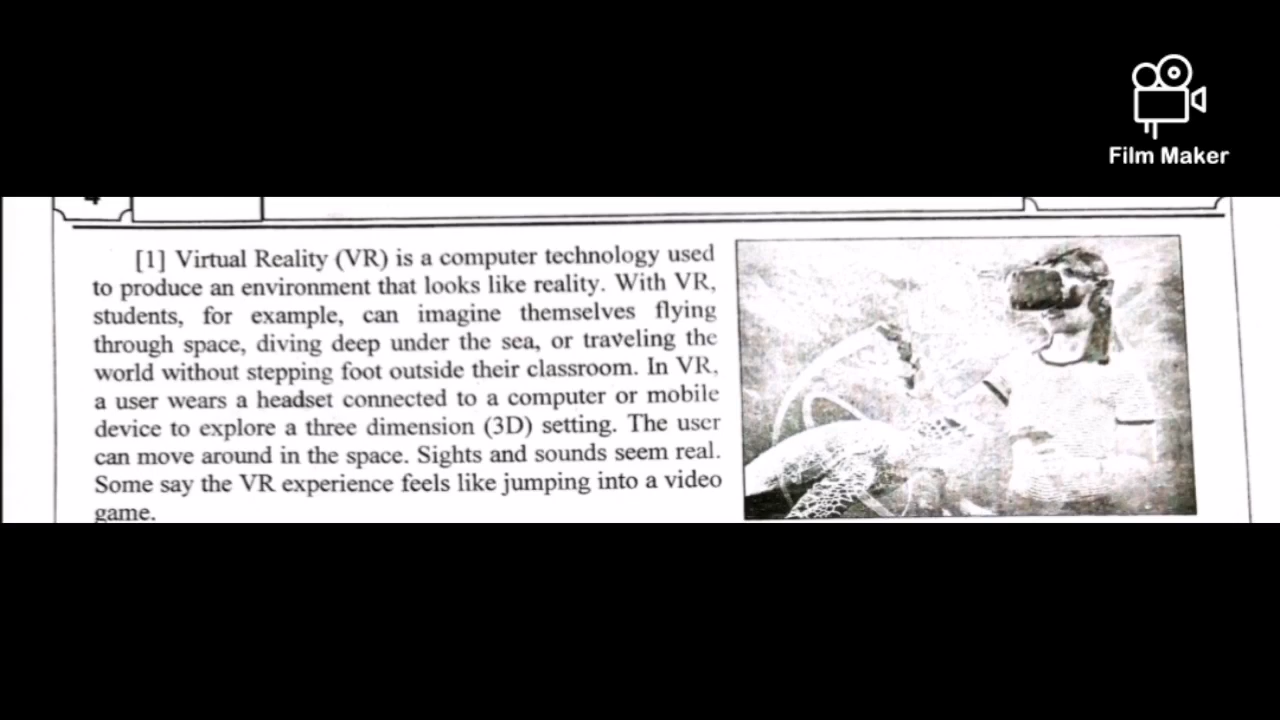 Film Maker
[1] Virtual Reality (VR) is a computer technology used
to produce an environment that looks like reality. With VR,
students, for example, can imagine themselves flying
through space, diving deep under the sea, or traveling the
world without stepping foot outside their classroom. In VR,
a user wears a headset connected to a computer or mobile
device to explore a three dimension (3D) setting. The user
can move around in the space. Sights and sounds seem real.
Some say the VR experience feels like jumping into a video
game.